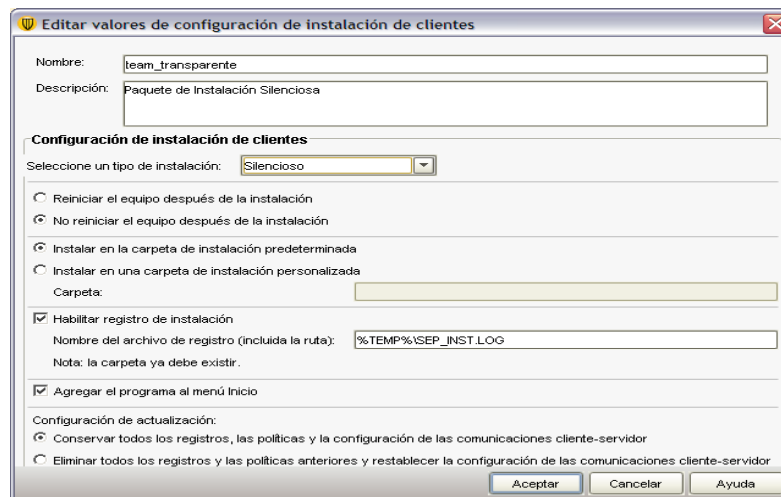 Editar valores de configuración de instalación de clientes
Nombre: team_transparente
Descripción: Paquete de Instalación Silenciosa
Configuración de instalación de clientes
Seleccione un tipo de instalación: Silencioso
Reiniciar el equipo después de la instalación
No reiniciar el equipo después de la instalación
Instalar en la carpeta de instalación predeterminada
Instalar en una carpeta de instalación personalizada
Carpeta:
Habilitar registro de instalación
Nombre del archivo de registro (incluida la ruta): %TEMP%\SEP_INST.LOG
Nota: la carpeta ya debe existir.
Agregar el programa al menú Inicio
Configuración de actualización:
Conservar todos los registros, las políticas y la configuración de las comunicaciones cliente-servidor
Eliminar todos los registros y las políticas anteriores y restablecer la configuración de las comunicaciones cliente-servidor
Aceptar Cancelar Ayuda